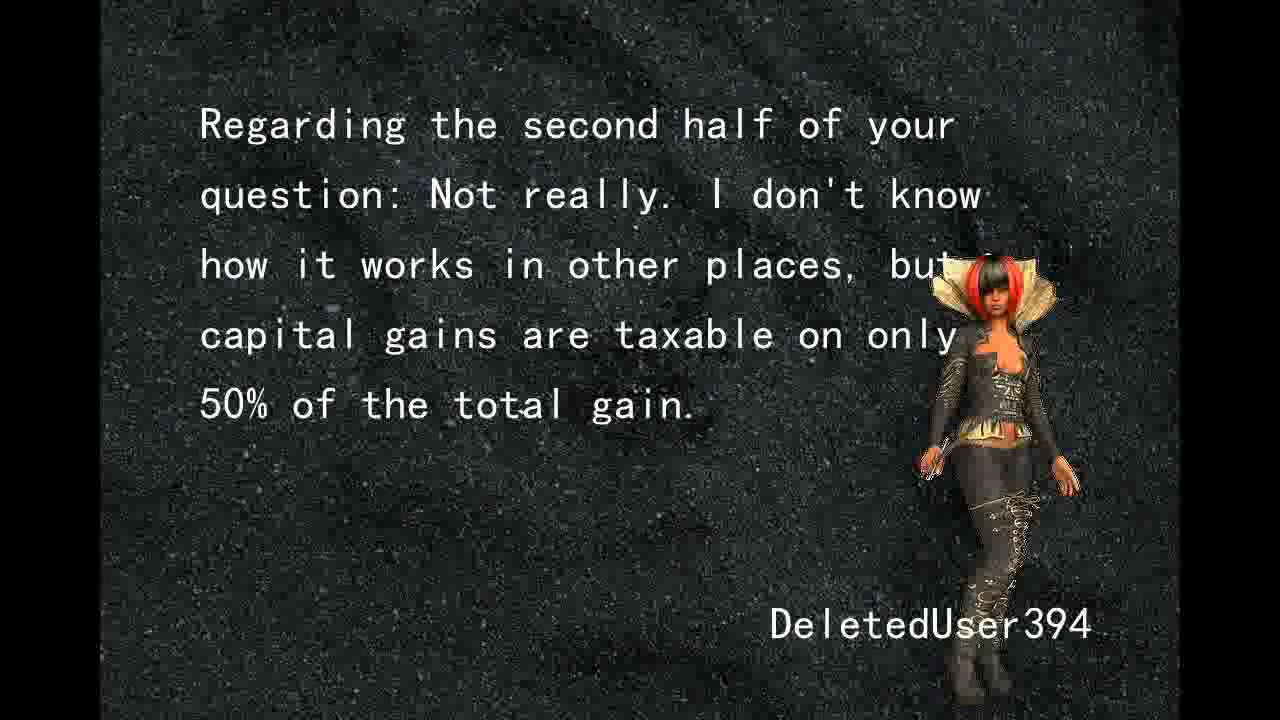 Regarding the second half of your
question: Not really. I don't know
how it works in other places, but
capital gains are taxable on only
50% of the total gain.
DeletedUser394